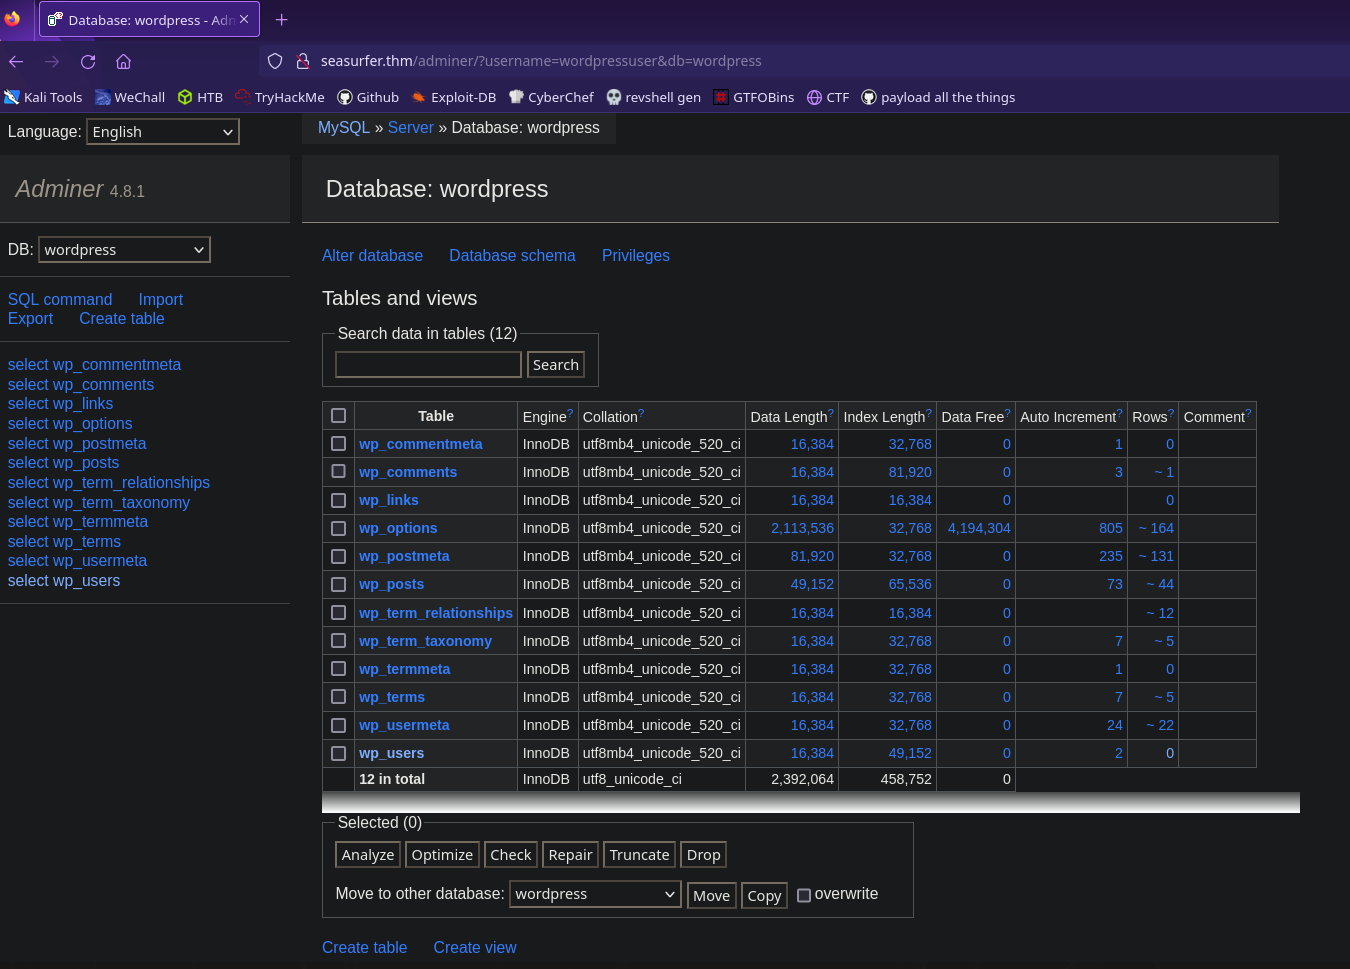 Database: wordpress - Adm
seasurfer.thm/adminer/?username=wordpressuser&db=wordpress
Kali Tools WeChall HTB TryHackMe Github Exploit-DB CyberChef revshell gen GTFOBins CTF payload all the things
Language: English
MySQL » Server » Database: wordpress
Adminer 4.8.1
Database: wordpress
DB: wordpress
SQL command Import
Export Create table
select wp_commentmeta
select wp_comments
select wp_links
select wp_options
select wp_postmeta
select wp_posts
select wp_term_relationships
select wp_term_taxonomy
select wp_termmeta
select wp_terms
select wp_usermeta
select wp_users
Alter database Database schema Privileges
Tables and views
Search data in tables (12)
Search
Table Engine? Collation? Data Length? Index Length? Data Free? Auto Increment? Rows? Comment?
wp_commentmeta InnoDB utf8mb4_unicode_520_ci 16,384 32,768 0 1 0
wp_comments InnoDB utf8mb4_unicode_520_ci 16,384 81,920 0 3 ~ 1
wp_links InnoDB utf8mb4_unicode_520_ci 16,384 16,384 0 0
wp_options InnoDB utf8mb4_unicode_520_ci 2,113,536 32,768 4,194,304 805 ~ 164
wp_postmeta InnoDB utf8mb4_unicode_520_ci 81,920 32,768 0 235 ~ 131
wp_posts InnoDB utf8mb4_unicode_520_ci 49,152 65,536 0 73 ~ 44
wp_term_relationships InnoDB utf8mb4_unicode_520_ci 16,384 16,384 0 ~ 12
wp_term_taxonomy InnoDB utf8mb4_unicode_520_ci 16,384 32,768 0 7 ~ 5
wp_termmeta InnoDB utf8mb4_unicode_520_ci 16,384 32,768 0 1 0
wp_terms InnoDB utf8mb4_unicode_520_ci 16,384 32,768 0 7 ~ 5
wp_usermeta InnoDB utf8mb4_unicode_520_ci 16,384 32,768 0 24 ~ 22
wp_users InnoDB utf8mb4_unicode_520_ci 16,384 49,152 0 2 0
12 in total InnoDB utf8_unicode_ci 2,392,064 458,752 0
Selected (0)
Analyze Optimize Check Repair Truncate Drop
Move to other database: wordpress Move Copy overwrite
Create table Create view